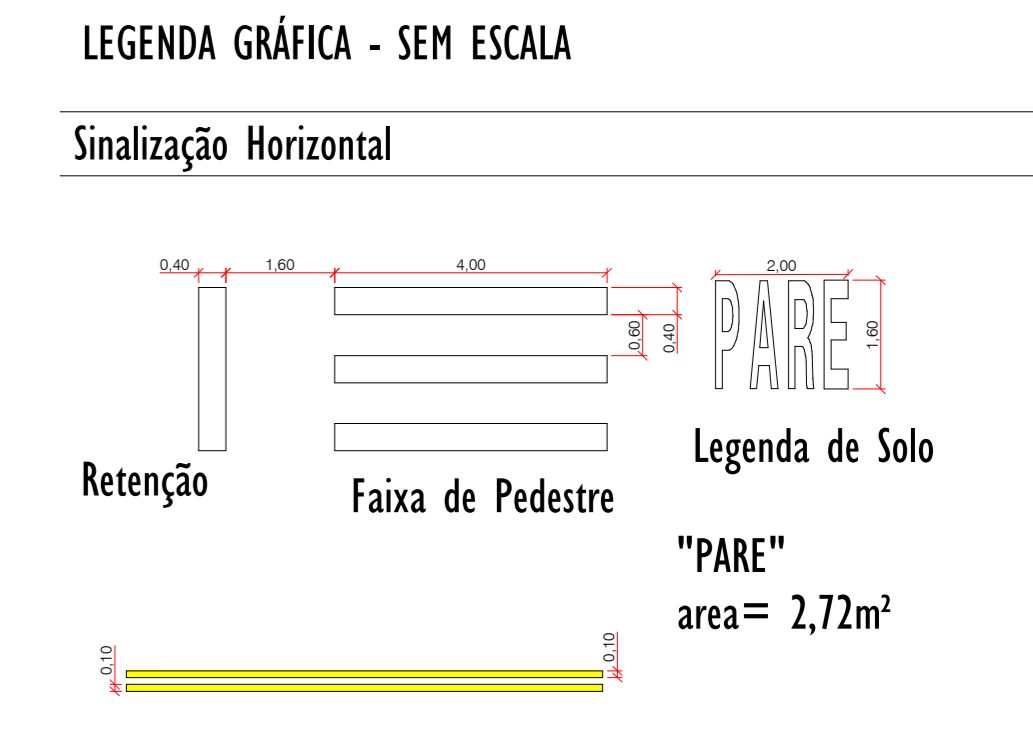 LEGENDA GRÁFICA - SEM ESCALA
Sinalização Horizontal
0,40 1,60 4,00 2,00
0,60 0,40 1,60
PARE
Retenção
Faixa de Pedestre
Legenda de Solo
"PARE"
area= 2,72m²
0,10 0,10